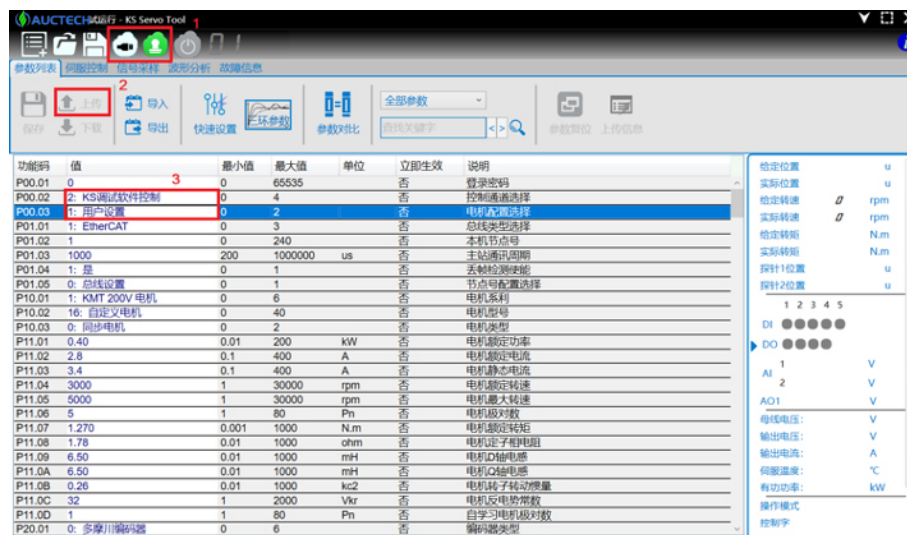 AUCTECH 试运行 - KS Servo Tool
1
参数列表 伺服控制 信号采样 波形分析 故障信息
2
保存 上传 下载 导入 导出 快速设置 三环参数 参数对比 全部参数 查找关键字 < > 参数复位 上传信息
功能码 值 最小值 最大值 单位 立即生效 说明
3
P00.01 0 0 65535 否 登录密码
P00.02 2: KS调试软件控制 0 4 否 控制通道选择
P00.03 1: 用户设置 0 2 否 电机配置选择
P01.01 1: EtherCAT 0 3 否 总线类型选择
P01.02 1 0 240 否 本机节点号
P01.03 1000 200 1000000 us 否 主站通讯周期
P01.04 1: 是 0 1 否 丢帧检测使能
P01.05 0: 总线设置 0 1 否 节点号配置选择
P10.01 1: KMT 200V 电机 0 6 否 电机系利
P10.02 16: 自定义电机 0 40 否 电机型号
P10.03 0: 同步电机 0 2 否 电机类型
P11.01 0.40 0.01 200 kW 否 电机额定功率
P11.02 2.8 0.1 400 A 否 电机额定电流
P11.03 3.4 0.1 400 A 否 电机静态电流
P11.04 3000 1 30000 rpm 否 电机额定转速
P11.05 5000 1 30000 rpm 否 电机最大转速
P11.06 5 1 80 Pn 否 电机极对数
P11.07 1.270 0.001 1000 N.m 否 电机额定转矩
P11.08 1.78 0.01 1000 ohm 否 电机定子相电阻
P11.09 6.50 0.01 1000 mH 否 电机D轴电感
P11.0A 6.50 0.01 1000 mH 否 电机Q轴电感
P11.0B 0.26 0.01 1000 kc2 否 电机转子转动惯量
P11.0C 32 1 2000 Vkr 否 电机反电势常数
P11.0D 1 1 80 Pn 否 自学习电机极对数
P20.01 0: 多摩川编码器 0 6 否 编码器类型
给定位置 u
实际位置 u
给定转速 0 rpm
实际转速 0 rpm
给定转矩 N.m
实际转矩 N.m
探针1位置 u
探针2位置 u
1 2 3 4 5
DI
DO
AI 1 V
2 V
AO1 V
母线电压: V
输出电压: V
输出电流: A
伺服温度: ℃
有功功率: kW
操作模式
控制字